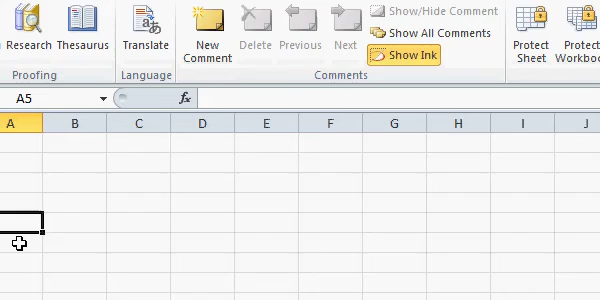 Research Thesaurus
Translate
New Comment
Delete
Previous
Next
Show/Hide Comment
Show All Comments
Show Ink
Protect Sheet
Protect
Proofing
Language
Comments
A5
fx
A B C D E F G H I J